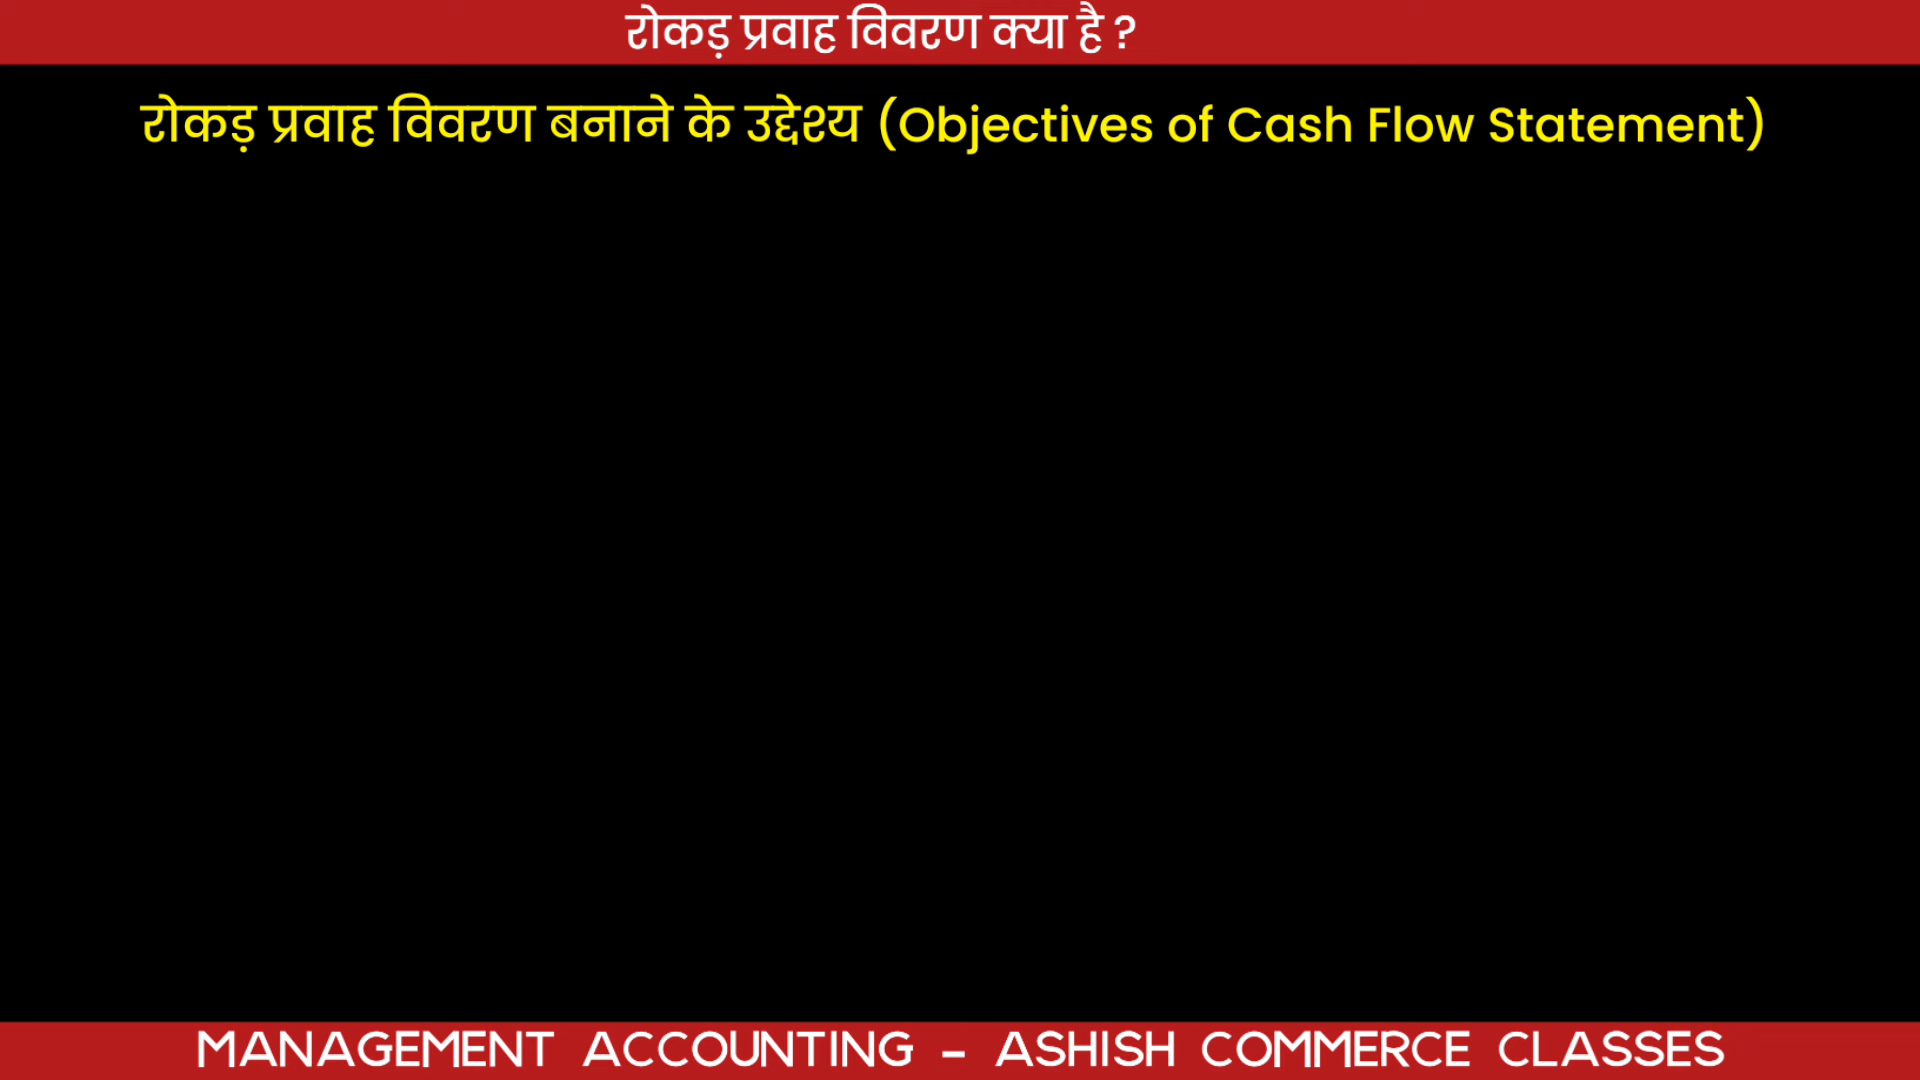 रोकड़ प्रवाह विवरण क्या है ?
रोकड़ प्रवाह विवरण बनाने के उद्देश्य (Objectives of Cash Flow Statement)
MANAGEMENT ACCOUNTING - ASHISH COMMERCE CLASSES